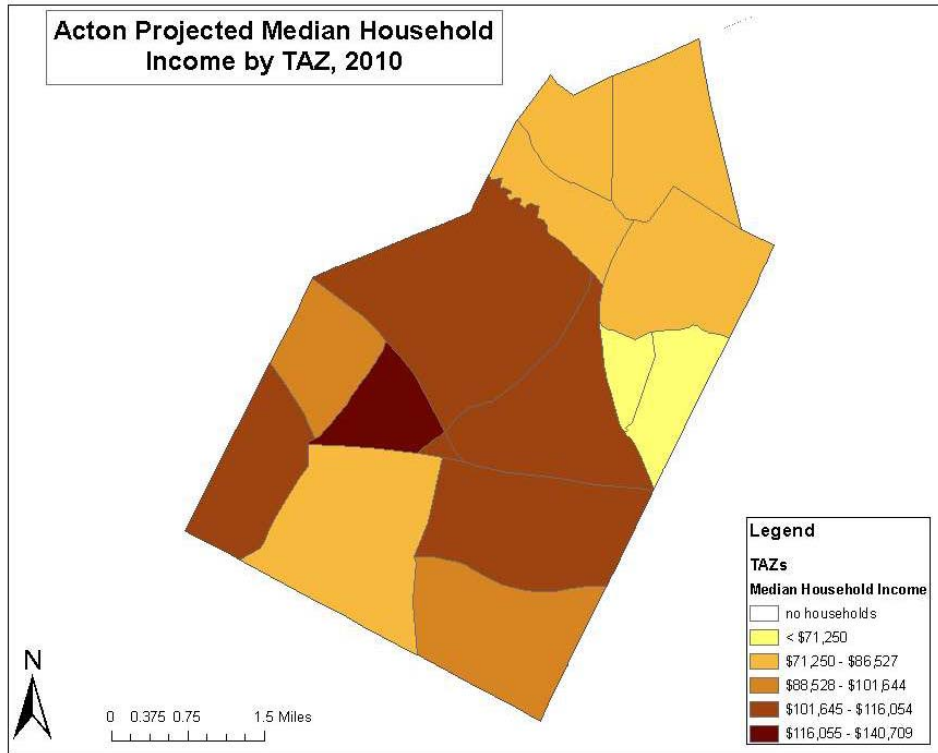 Acton Projected Median Household
Income by TAZ, 2010
Legend
TAZs
Median Household Income
no households
< $71,250
$71,250 - $86,527
$88,528 - $101,644
$101,645 - $116,054
$116,055 - $140,709
N
0 0.375 0.75 1.5 Miles